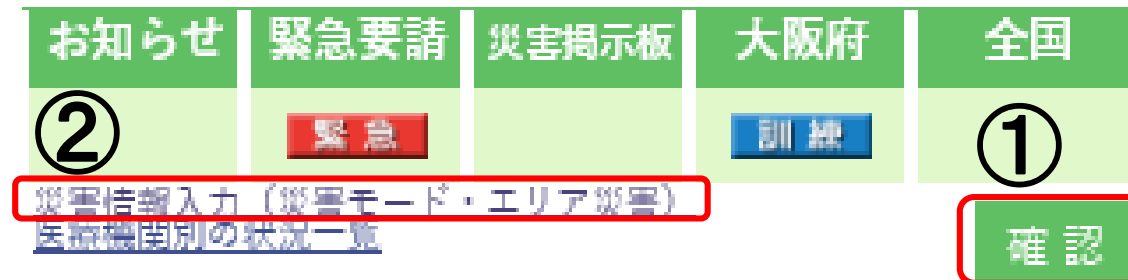 お知らせ 緊急要請 災害掲示板 大阪府 全国
② 緊急 訓練 ①
災害情報入力（災害モード・エリア災害）
医療機関別の状況一覧
確認